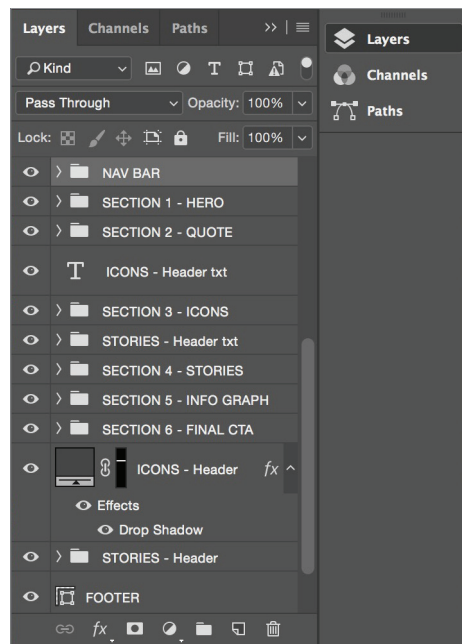 Layers Channels Paths
Kind
Pass Through Opacity: 100%
Lock: Fill: 100%
NAV BAR
SECTION 1 - HERO
SECTION 2 - QUOTE
ICONS - Header txt
SECTION 3 - ICONS
STORIES - Header txt
SECTION 4 - STORIES
SECTION 5 - INFO GRAPH
SECTION 6 - FINAL CTA
ICONS - Header fx
Effects
Drop Shadow
STORIES - Header
FOOTER
fx
Layers
Channels
Paths